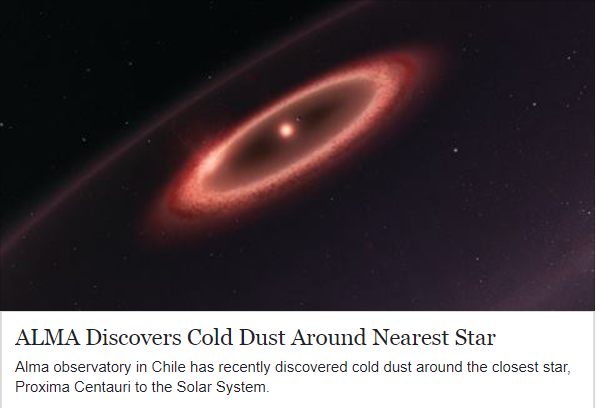 ALMA Discovers Cold Dust Around Nearest Star
Alma observatory in Chile has recently discovered cold dust around the closest star,
Proxima Centauri to the Solar System.